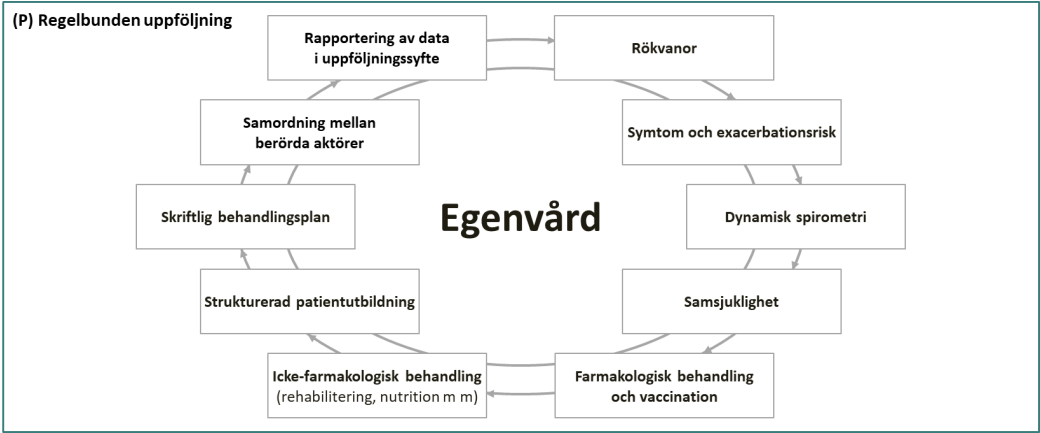 (P) Regelbunden uppföljning
Rapportering av data
i uppföljningssyfte
Rökvanor
Symtom och exacerbationsrisk
Dynamisk spirometri
Samsjuklighet
Farmakologisk behandling
och vaccination
Icke-farmakologisk behandling
(rehabilitering, nutrition m m)
Strukturerad patientutbildning
Skriftlig behandlingsplan
Samordning mellan
berörda aktörer
Egenvård